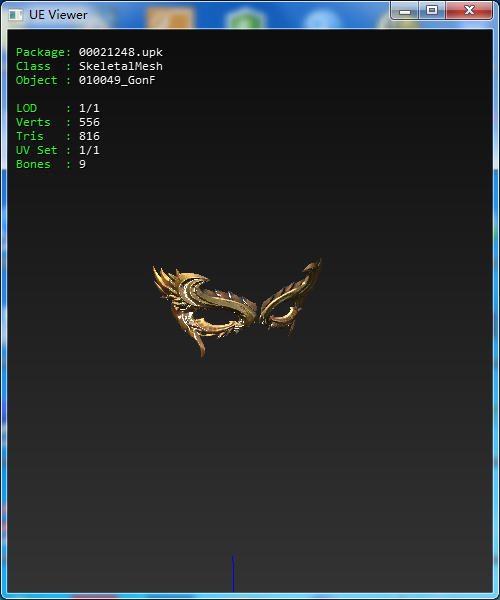 UE Viewer
Package: 00021248.upk
Class  : SkeletalMesh
Object : 010049_GonF
LOD    : 1/1
Verts  : 556
Tris   : 816
UV Set : 1/1
Bones  : 9